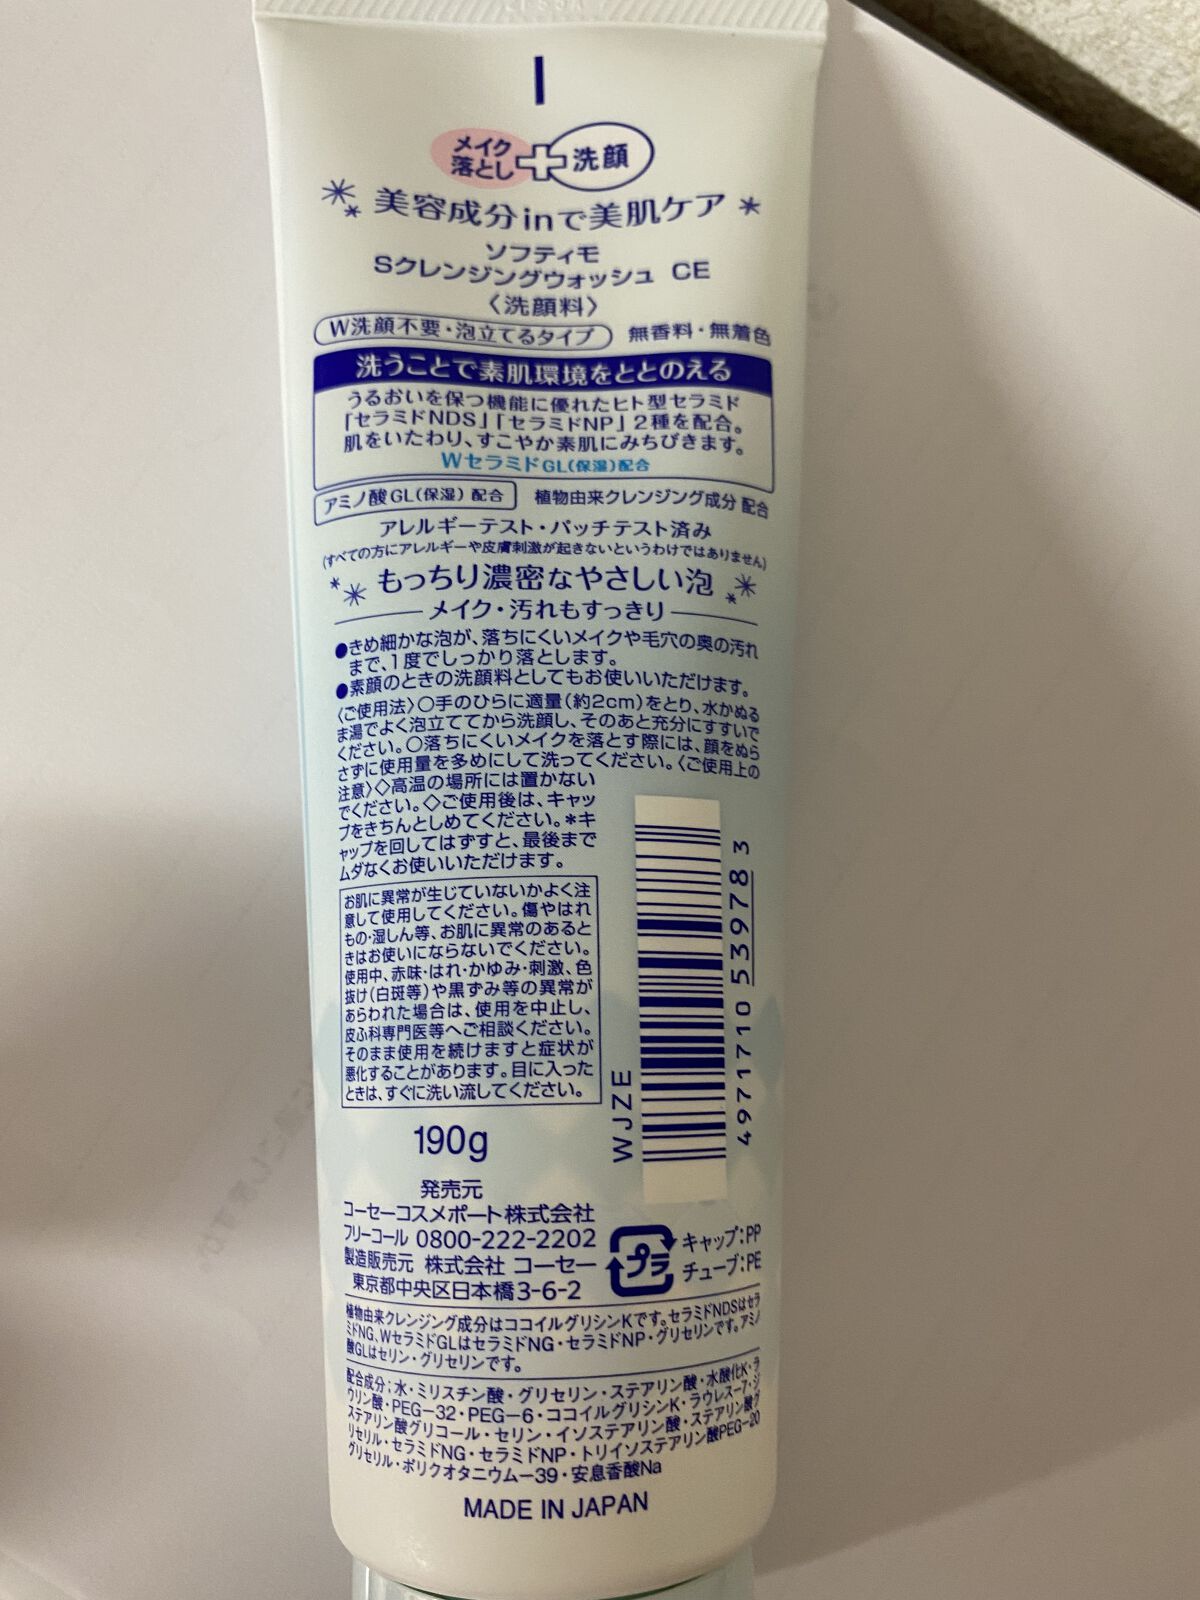 メイク
落とし
洗顔
美容成分inで美肌ケア
ソフティモ
Sクレンジングウォッシュ CE
〈洗顔料〉
W洗顔不要・泡立てるタイプ 無香料・無着色
洗うことで素肌環境をととのえる
うるおいを保つ機能に優れたヒト型セラミド
「セラミドNDS」「セラミドNP」2種を配合。
肌をいたわり、すこやか素肌にみちびきます。
WセラミドGL(保湿)配合
アミノ酸GL(保湿)配合 植物由来クレンジング成分 配合
アレルギーテスト・パッチテスト済み
(すべての方にアレルギーや皮膚刺激が起きないというわけではありません)
もっちり濃密なやさしい泡
メイク・汚れもすっきり
●きめ細かな泡が、落ちにくいメイクや毛穴の奥の汚れ
まで、1度でしっかり落とします。
●素顔のときの洗顔料としてもお使いいただけます。
〈ご使用法〉○手のひらに適量(約2cm)をとり、水かぬる
ま湯でよく泡立ててから洗顔し、そのあと充分にすすいで
ください。○落ちにくいメイクを落とす際には、顔をぬら
さずに使用量を多めにして洗ってください。〈ご使用上の
注意〉◇高温の場所には置かない
でください。◇ご使用後は、キャッ
プをきちんとしめてください。*キ
ャップを回してはずすと、最後まで
ムダなくお使いいただけます。
お肌に異常が生じていないかよく注
意して使用してください。傷やはれ
もの・湿しん等、お肌に異常のあると
きはお使いにならないでください。
使用中、赤味・はれ・かゆみ・刺激、色
抜け(白斑等)や黒ずみ等の異常が
あらわれた場合は、使用を中止し、
皮ふ科専門医等へご相談ください。
そのまま使用を続けますと症状が
悪化することがあります。目に入った
ときは、すぐに洗い流してください。
WJZE
4971710 539783
190g
発売元
コーセーコスメポート株式会社
フリーコール 0800-222-2202
製造販売元 株式会社 コーセー
東京都中央区日本橋3-6-2
プラ
キャップ:PP
チューブ:PE
植物由来クレンジング成分はココイルグリシンKです。セラミドNDSはセラ
ミドNG、WセラミドGLはセラミドNG・セラミドNP・グリセリンです。アミノ
酸GLはセリン・グリセリンです。
配合成分;水・ミリスチン酸・グリセリン・ステアリン酸・水酸化K・ラ
ウリン酸・PEG-32・PEG-6・ココイルグリシンK・ラウレス-7・ジ
ステアリン酸グリコール・セリン・イソステアリン酸・ステアリン酸グ
リセリル・セラミドNG・セラミドNP・トリイソステアリン酸PEG-20
グリセリル・ポリクオタニウム-39・安息香酸Na
MADE IN JAPAN